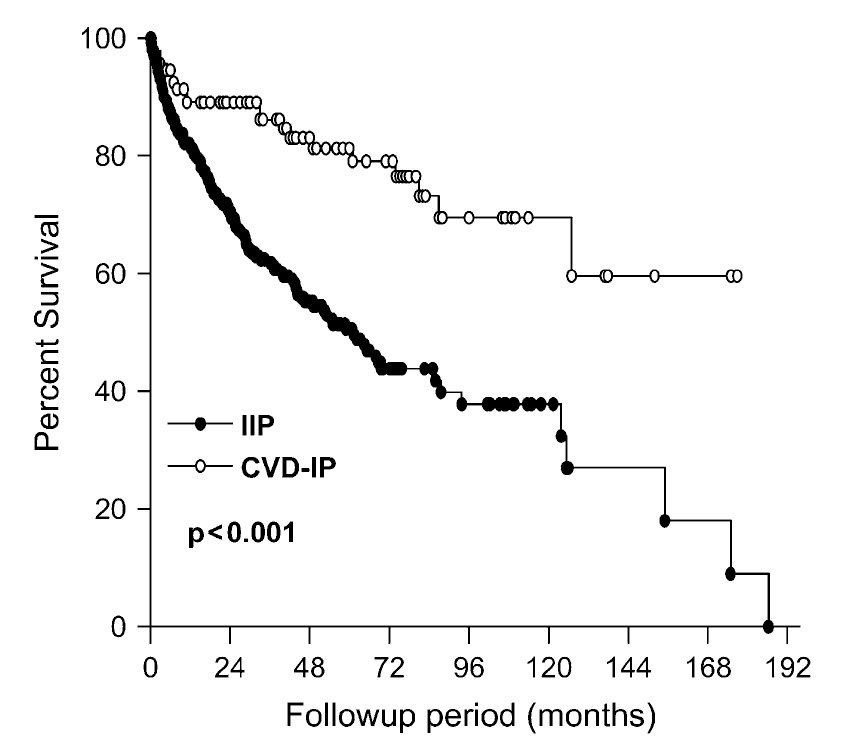 100
80
60
40
20
0
Percent Survival
IIP
CVD-IP
p<0.001
0 24 48 72 96 120 144 168 192
Followup period (months)